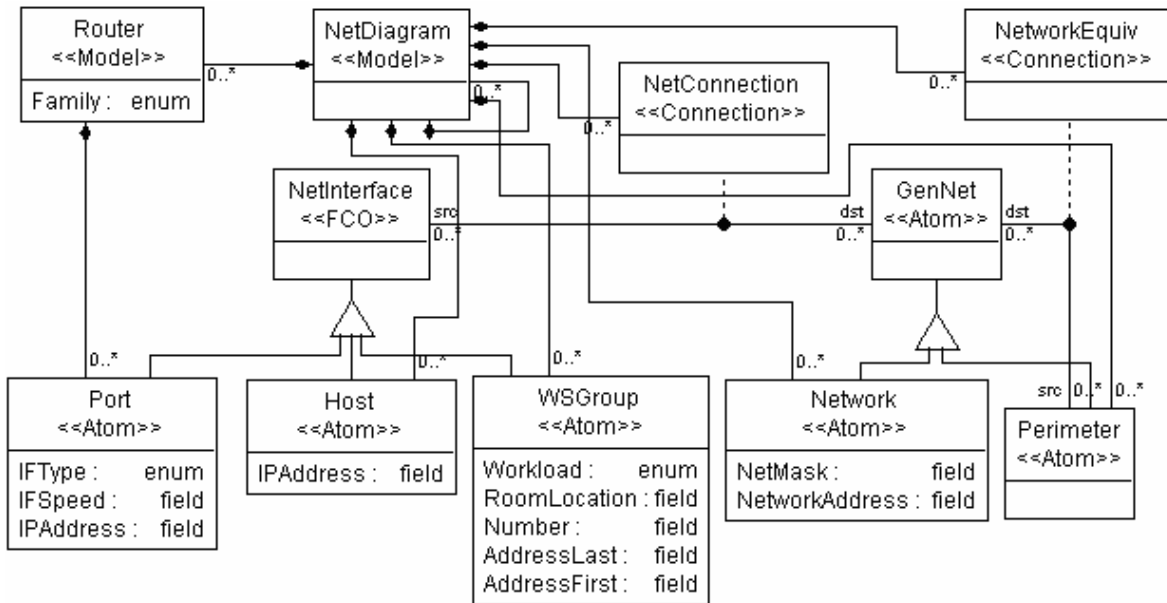 Router
<<Model>>
Family : enum
NetDiagram
<<Model>>
NetworkEquiv
<<Connection>>
NetConnection
<<Connection>>
0..*
0..*
0..*
0..*
NetInterface
<<FCO>>
src
0..*
dst
0..*
GenNet
<<Atom>>
dst
0..*
0..*
0..*
0..*
0..*
src
0..*
0..*
Port
<<Atom>>
IFType : enum
IFSpeed : field
IPAddress : field
Host
<<Atom>>
IPAddress : field
WSGroup
<<Atom>>
Workload : enum
RoomLocation : field
Number : field
AddressLast : field
AddressFirst : field
Network
<<Atom>>
NetMask : field
NetworkAddress : field
Perimeter
<<Atom>>